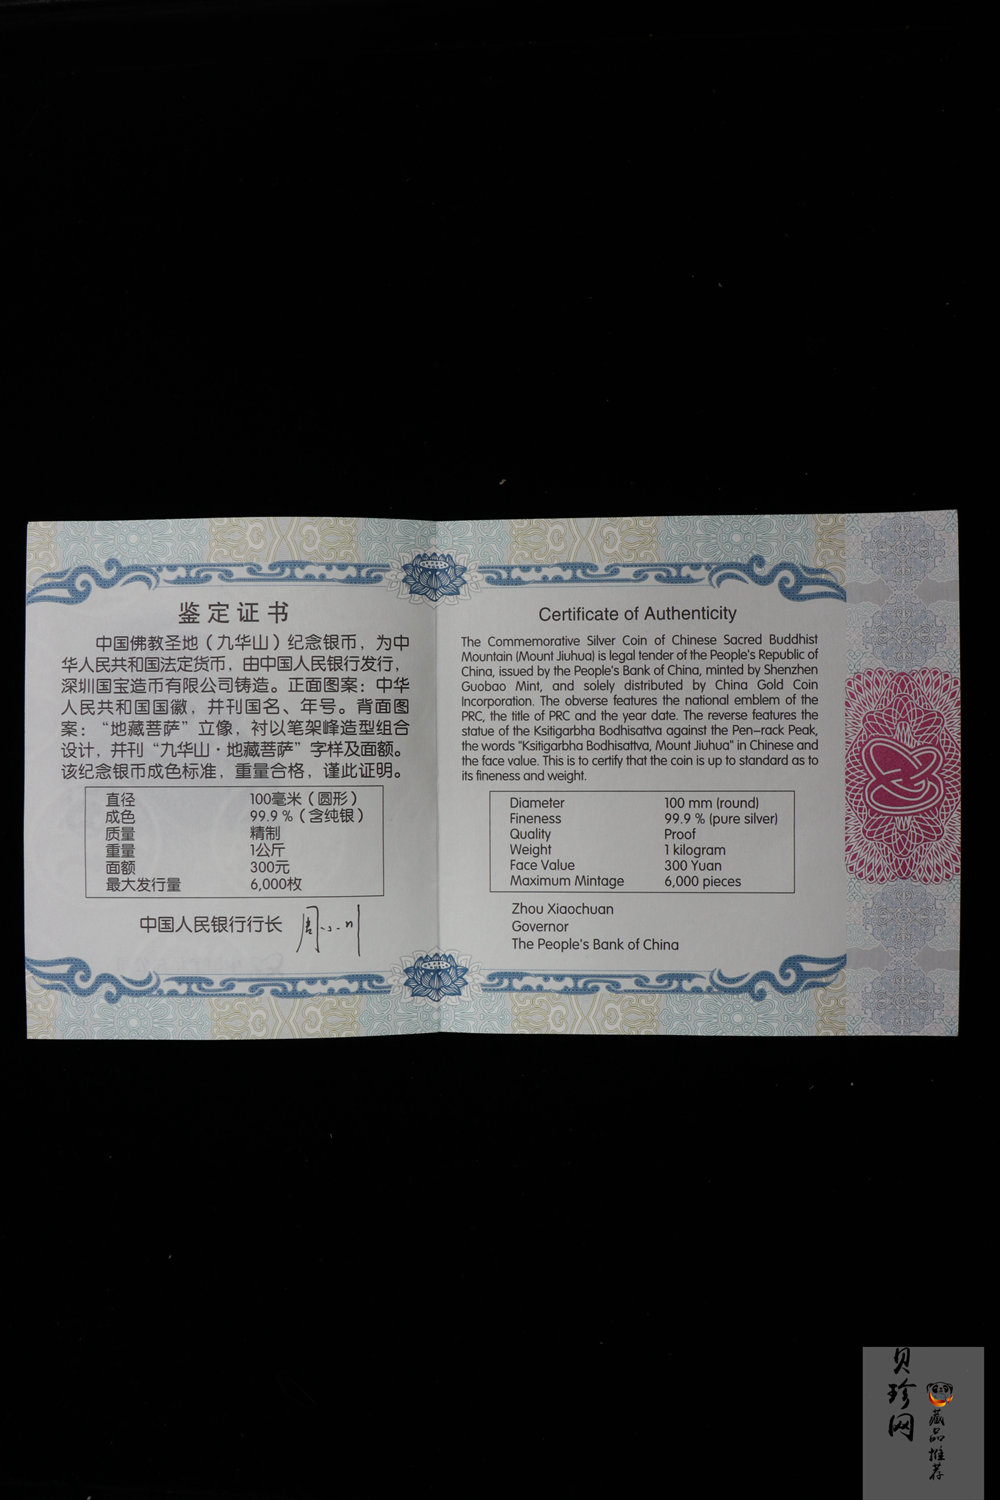 鉴定证书
中国佛教圣地（九华山）纪念银币，为中
华人民共和国法定货币，由中国人民银行发行，
深圳国宝造币有限公司铸造。正面图案：中华
人民共和国国徽，并刊国名、年号。背面图
案：“地藏菩萨”立像，衬以笔架峰造型组合
设计，并刊“九华山·地藏菩萨”字样及面额。
该纪念银币成色标准，重量合格，谨此证明。
直径 100毫米（圆形）
成色 99.9 %（含纯银）
质量 精制
重量 1公斤
面额 300元
最大发行量 6,000枚
中国人民银行行长 周小川
Certificate of Authenticity
The Commemorative Silver Coin of Chinese Sacred Buddhist
Mountain (Mount Jiuhua) is legal tender of the People's Republic of
China, issued by the People's Bank of China, minted by Shenzhen
Guobao Mint, and solely distributed by China Gold Coin
Incorporation. The obverse features the national emblem of the
PRC, the title of PRC and the year date. The reverse features the
statue of the Ksitigarbha Bodhisattva against the Pen-rack Peak,
the words "Ksitigarbha Bodhisattva, Mount Jiuhua" in Chinese and
the face value. This is to certify that the coin is up to standard as to
its fineness and weight.
Diameter 100 mm (round)
Fineness 99.9 % (pure silver)
Quality Proof
Weight 1 kilogram
Face Value 300 Yuan
Maximum Mintage 6,000 pieces
Zhou Xiaochuan
Governor
The People's Bank of China
贝珍网
藏品推荐